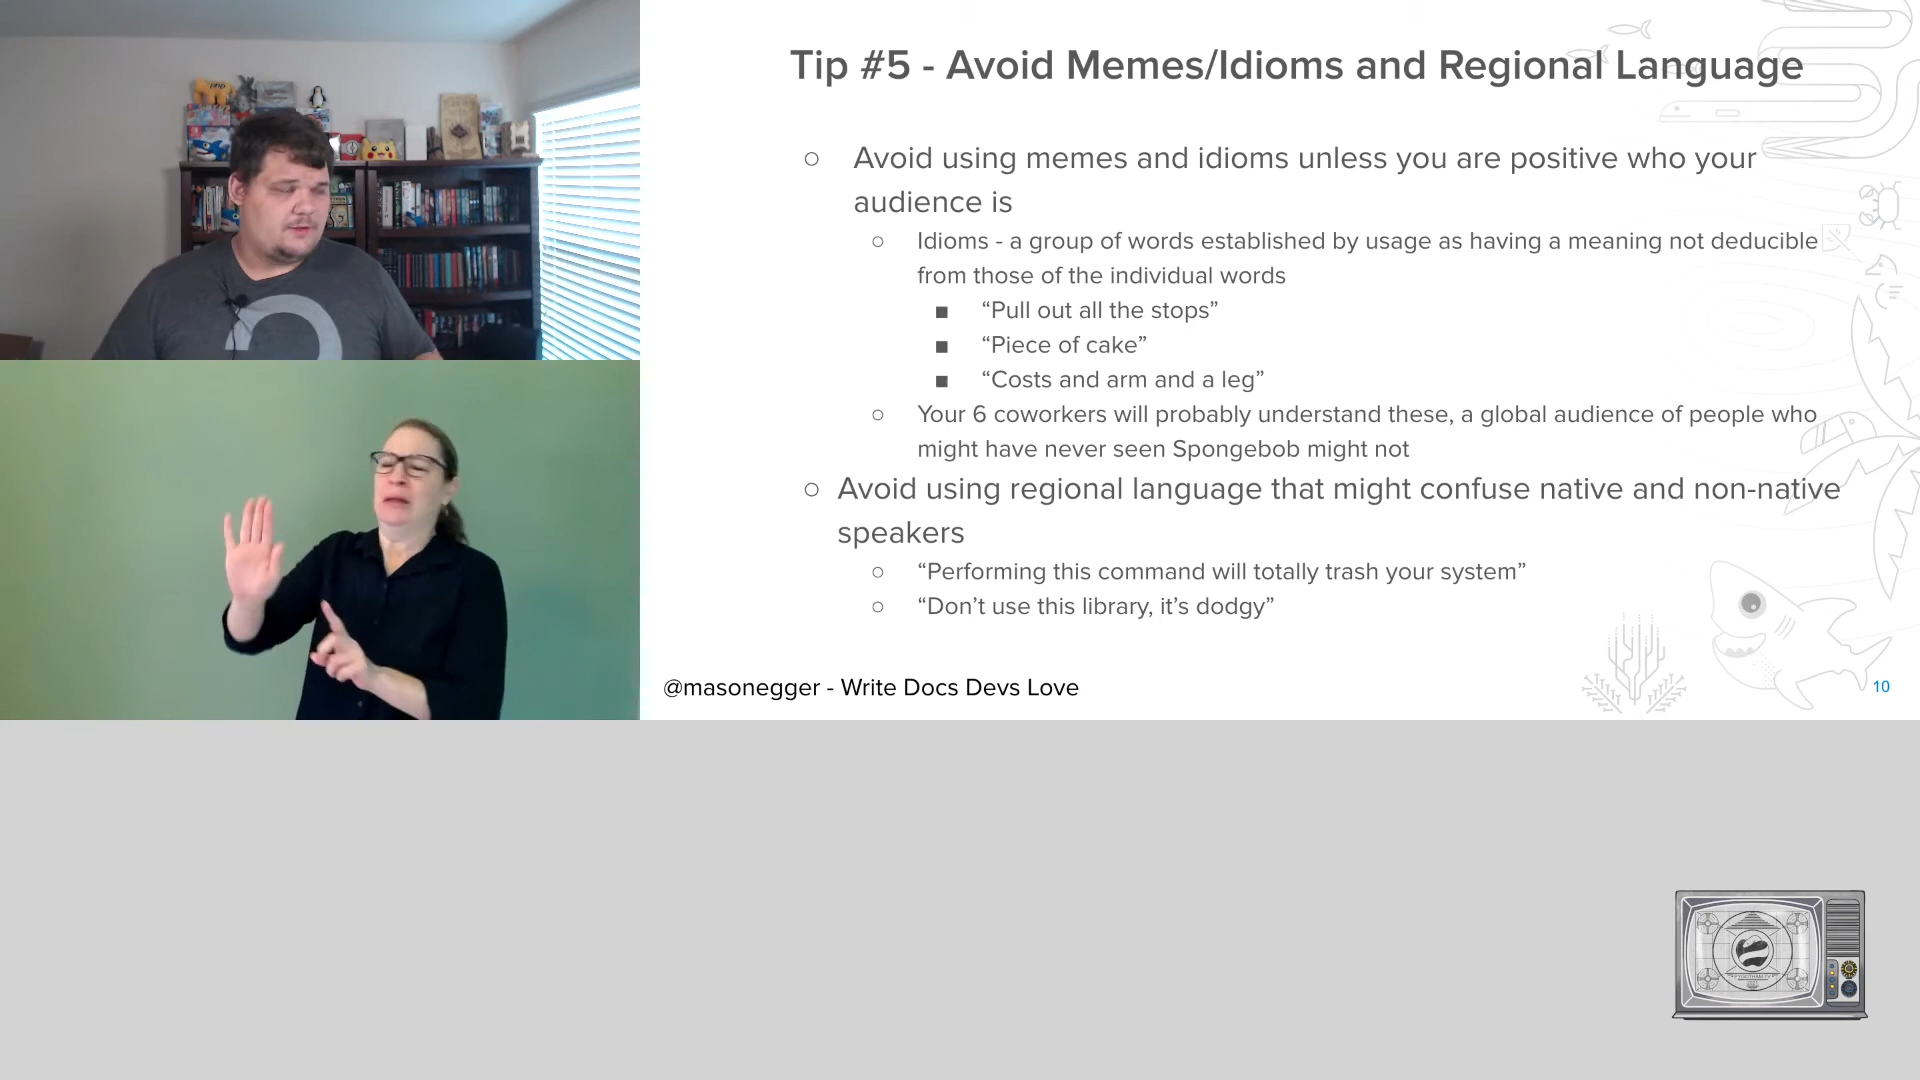 Tip #5 - Avoid Memes/Idioms and Regional Language
○ Avoid using memes and idioms unless you are positive who your
audience is
○ Idioms - a group of words established by usage as having a meaning not deducible
from those of the individual words
■ “Pull out all the stops”
■ “Piece of cake”
■ “Costs and arm and a leg”
○ Your 6 coworkers will probably understand these, a global audience of people who
might have never seen Spongebob might not
○ Avoid using regional language that might confuse native and non-native
speakers
○ “Performing this command will totally trash your system”
○ “Don’t use this library, it’s dodgy”
@masonegger - Write Docs Devs Love
10
php